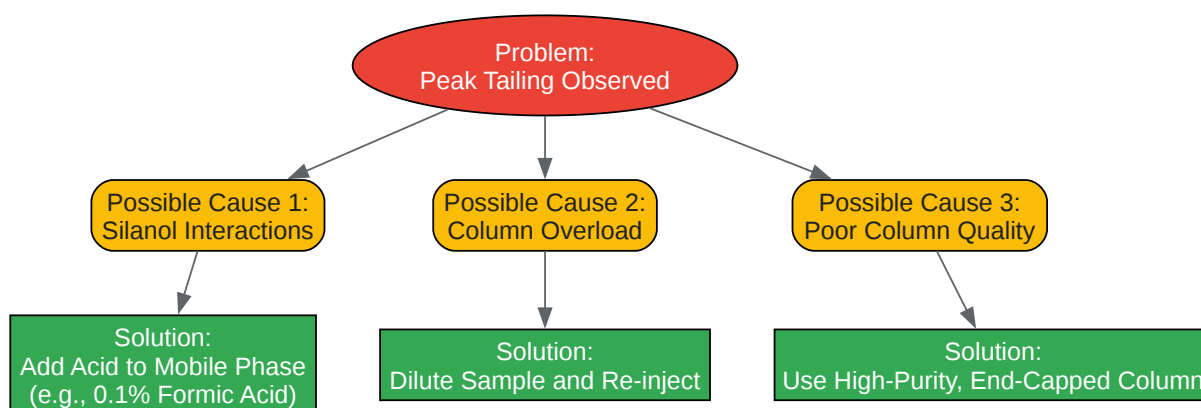 Problem:
Peak Tailing Observed
Possible Cause 1:
Silanol Interactions
Possible Cause 2:
Column Overload
Possible Cause 3:
Poor Column Quality
Solution:
Add Acid to Mobile Phase
(e.g., 0.1% Formic Acid)
Solution:
Dilute Sample and Re-inject
Solution:
Use High-Purity, End-Capped Column